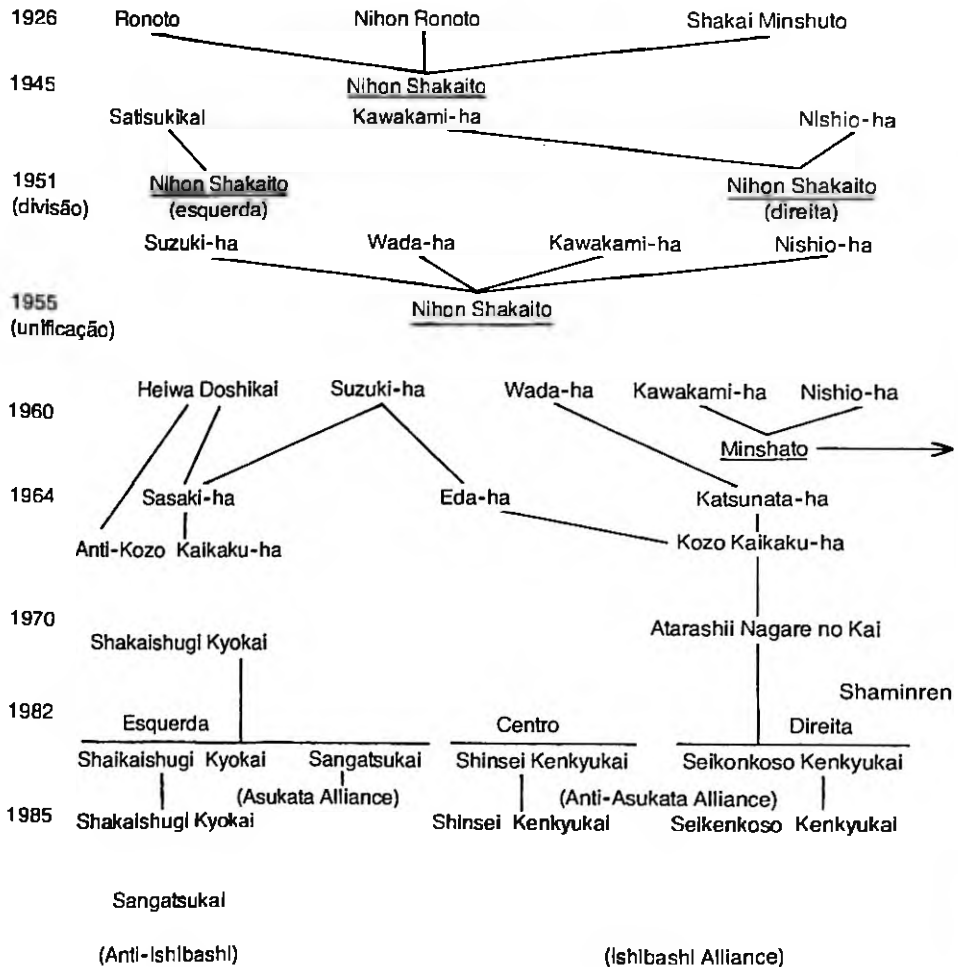 1926 Ronoto Nihon Ronoto Shakai Minshuto
1945 Nihon Shakaito
Satisukikai Kawakami-ha Nishio-ha
1951 Nihon Shakaito Nihon Shakaito
(divisão) (esquerda) (direita)
Suzuki-ha Wada-ha Kawakami-ha Nishio-ha
1955 Nihon Shakaito
(unificação)
Heiwa Doshikai Suzuki-ha Wada-ha Kawakami-ha Nishio-ha
1960
Minshato
1964 Sasaki-ha Eda-ha Katsunata-ha
Anti-Kozo Kaikaku-ha Kozo Kaikaku-ha
1970
Shakaishugi Kyokai Atarashii Nagare no Kai
Shaminren
1982
Esquerda Centro Direita
Shaikaishugi Kyokai Sangatsukai Shinsei Kenkyukai Seikonkoso Kenkyukai
(Asukata Alliance) (Anti-Asukata Alliance)
1985 Shakaishugi Kyokai Shinsei Kenkyukai Seikenkoso Kenkyukai
Sangatsukai
(Anti-Ishibashi) (Ishibashi Alliance)